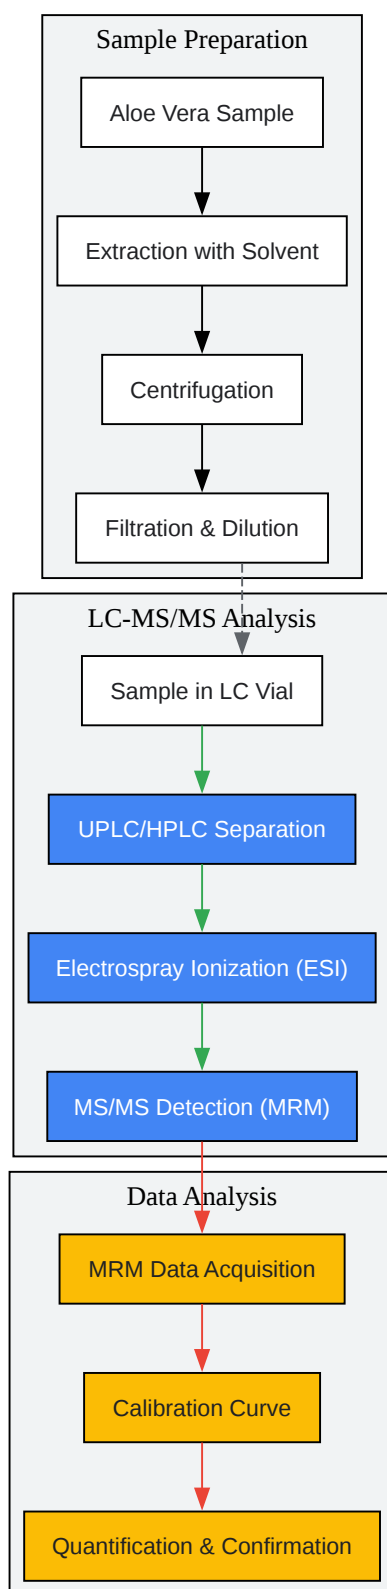 Sample Preparation
Aloe Vera Sample
Extraction with Solvent
Centrifugation
Filtration & Dilution
LC-MS/MS Analysis
Sample in LC Vial
UPLC/HPLC Separation
Electrospray Ionization (ESI)
MS/MS Detection (MRM)
Data Analysis
MRM Data Acquisition
Calibration Curve
Quantification & Confirmation